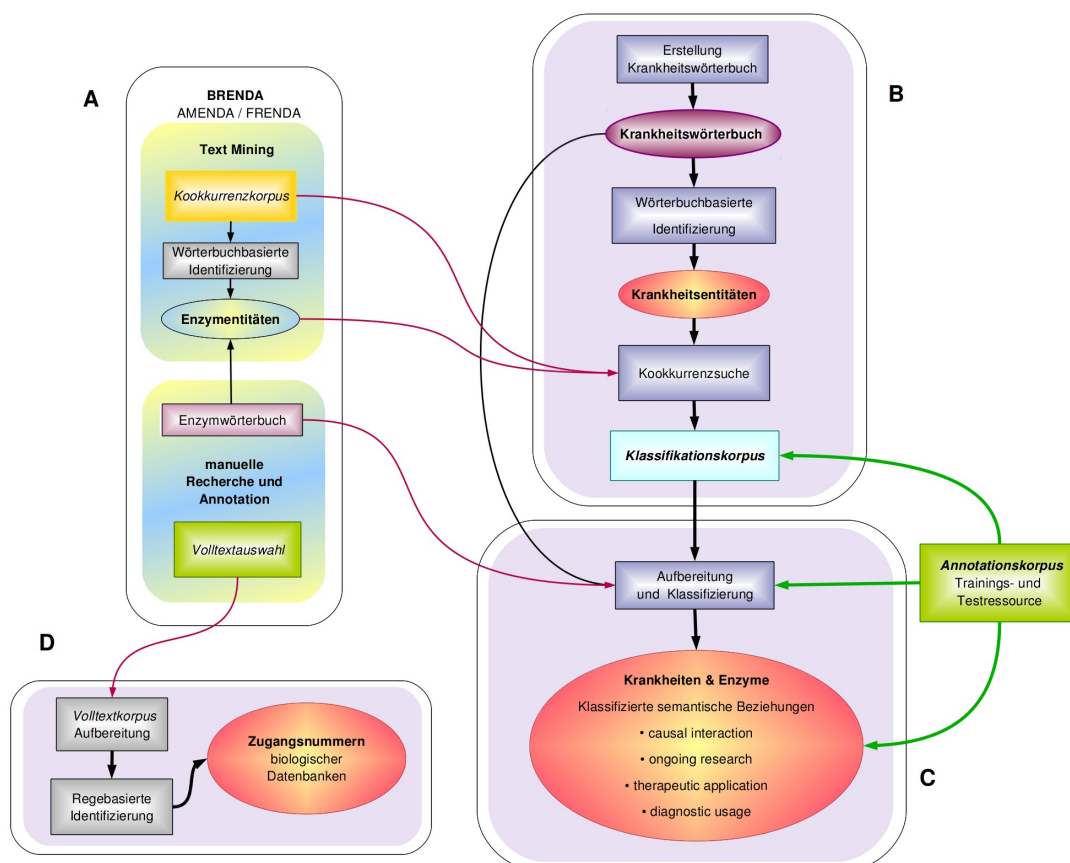 A
BRENDA
AMENDA / FRENDA
Text Mining
Kookkurrenzkorpus
Wörterbuchbasierte
Identifizierung
Enzymentitäten
Enzymwörterbuch
manuelle
Recherche und
Annotation
Volltextauswahl
B
Erstellung
Krankheitswörterbuch
Krankheitswörterbuch
Wörterbuchbasierte
Identifizierung
Krankheitsentitäten
Kookkurrenzsuche
Klassifikationskorpus
Aufbereitung
und Klassifizierung
Krankheiten & Enzyme
Klassifizierte semantische Beziehungen
• causal interaction
• ongoing research
• therapeutic application
• diagnostic usage
C
Annotationskorpus
Trainings- und
Testressource
D
Volltextkorpus
Aufbereitung
Regebasierte
Identifizierung
Zugangsnummern
biologischer
Datenbanken